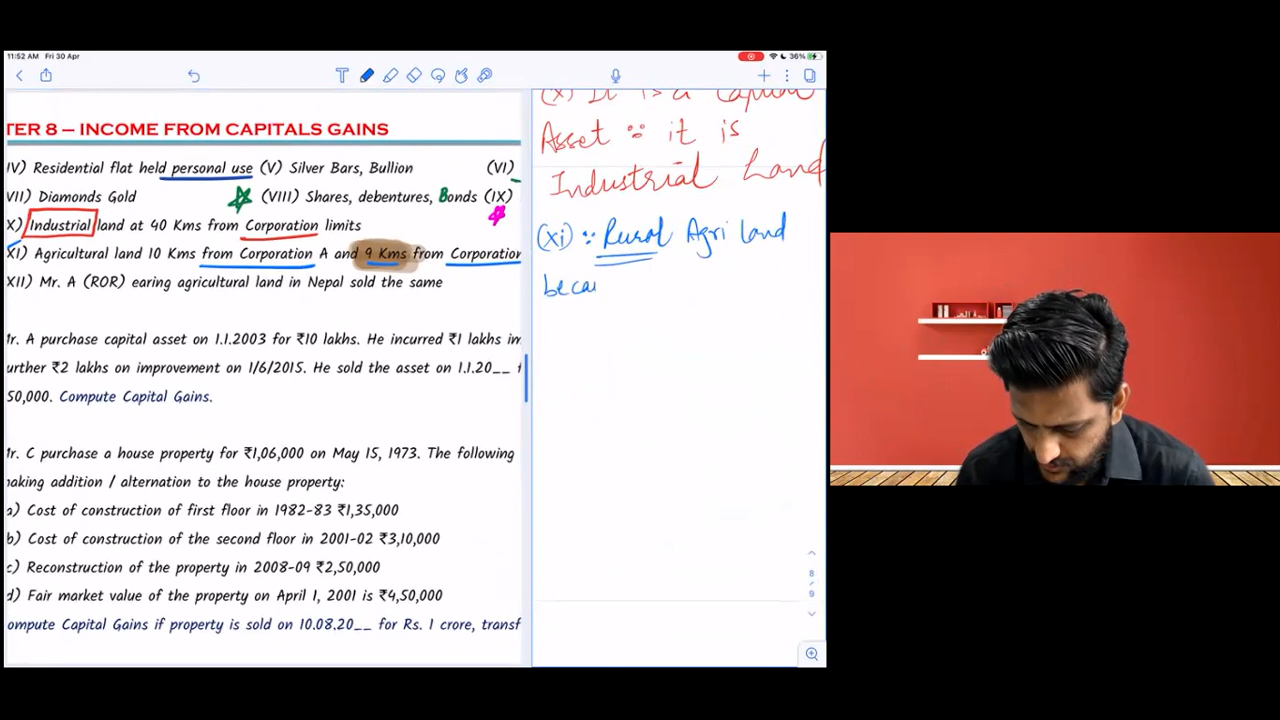 11:52 AM Fri 30 Apr
36%
TER 8 – INCOME FROM CAPITALS GAINS
IV) Residential flat held personal use (V) Silver Bars, Bullion (VI)
VII) Diamonds Gold (VIII) Shares, debentures, Bonds (IX)
X) Industrial land at 40 Kms from Corporation limits
XI) Agricultural land 10 Kms from Corporation A and 9 Kms from Corporation
XII) Mr. A (ROR) earing agricultural land in Nepal sold the same
Mr. A purchase capital asset on 1.1.2003 for ₹10 lakhs. He incurred ₹1 lakhs im
urther ₹2 lakhs on improvement on 1/6/2015. He sold the asset on 1.1.20__ f
50,000. Compute Capital Gains.
Mr. C purchase a house property for ₹1,06,000 on May 15, 1973. The following
naking addition / alternation to the house property:
a) Cost of construction of first floor in 1982-83 ₹1,35,000
b) Cost of construction of the second floor in 2001-02 ₹3,10,000
c) Reconstruction of the property in 2008-09 ₹2,50,000
d) Fair market value of the property on April 1, 2001 is ₹4,50,000
ompute Capital Gains if property is sold on 10.08.20__ for Rs. 1 crore, transf
(X) It is a Capital
Asset ∵ it is
Industrial Land
(xi) ∵ Rural Agri land
becau
8
/
9